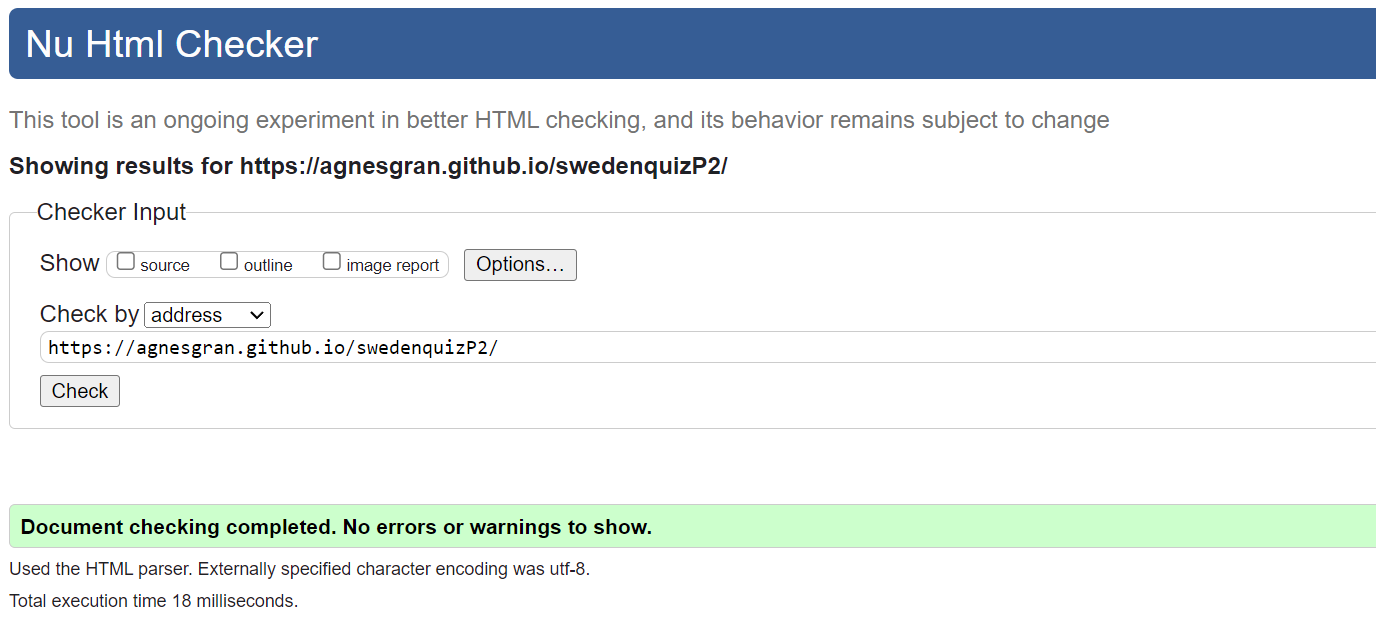 Nu Html Checker
This tool is an ongoing experiment in better HTML checking, and its behavior remains subject to change
Showing results for https://agnesgran.github.io/swedenquizP2/
Checker Input
Show source outline image report Options...
Check by address
https://agnesgran.github.io/swedenquizP2/
Check
Document checking completed. No errors or warnings to show.
Used the HTML parser. Externally specified character encoding was utf-8.
Total execution time 18 milliseconds.